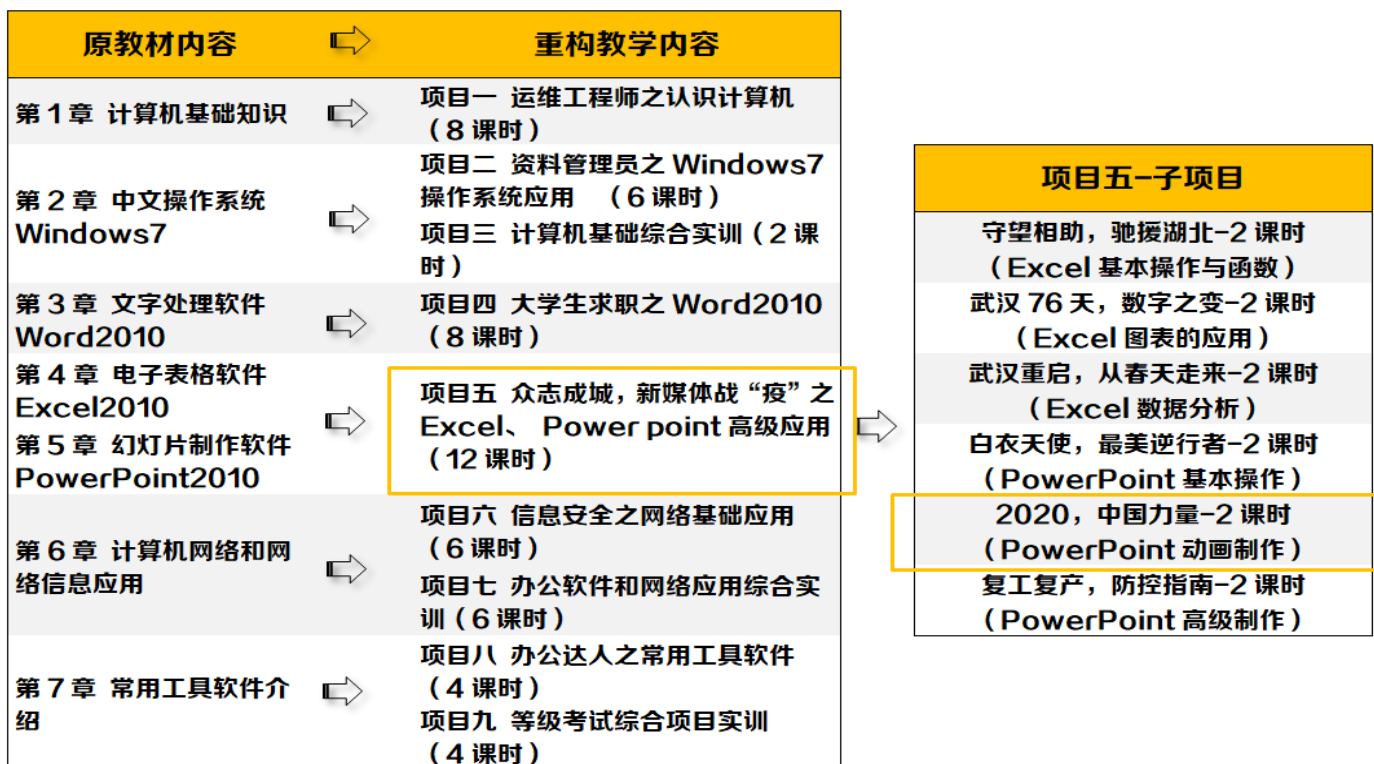 原教材内容
重构教学内容
第 1 章 计算机基础知识
项目一 运维工程师之认识计算机
（8 课时）
第 2 章 中文操作系统
Windows7
项目二 资料管理员之 Windows7
操作系统应用 （6 课时）
项目三 计算机基础综合实训（2 课
时）
第 3 章 文字处理软件
Word2010
项目四 大学生求职之 Word2010
（8 课时）
第 4 章 电子表格软件
Excel2010
第 5 章 幻灯片制作软件
PowerPoint2010
项目五 众志成城，新媒体战“疫”之
Excel、 Power point 高级应用
（12 课时）
第 6 章 计算机网络和网
络信息应用
项目六 信息安全之网络基础应用
（6 课时）
项目七 办公软件和网络应用综合实
训（6 课时）
第 7 章 常用工具软件介
绍
项目八 办公达人之常用工具软件
（4 课时）
项目九 等级考试综合项目实训
（4 课时）
项目五-子项目
守望相助，驰援湖北-2 课时
（Excel 基本操作与函数）
武汉 76 天，数字之变-2 课时
（Excel 图表的应用）
武汉重启，从春天走来-2 课时
（Excel 数据分析）
白衣天使，最美逆行者-2 课时
（PowerPoint 基本操作）
2020，中国力量-2 课时
（PowerPoint 动画制作）
复工复产，防控指南-2 课时
（PowerPoint 高级制作）